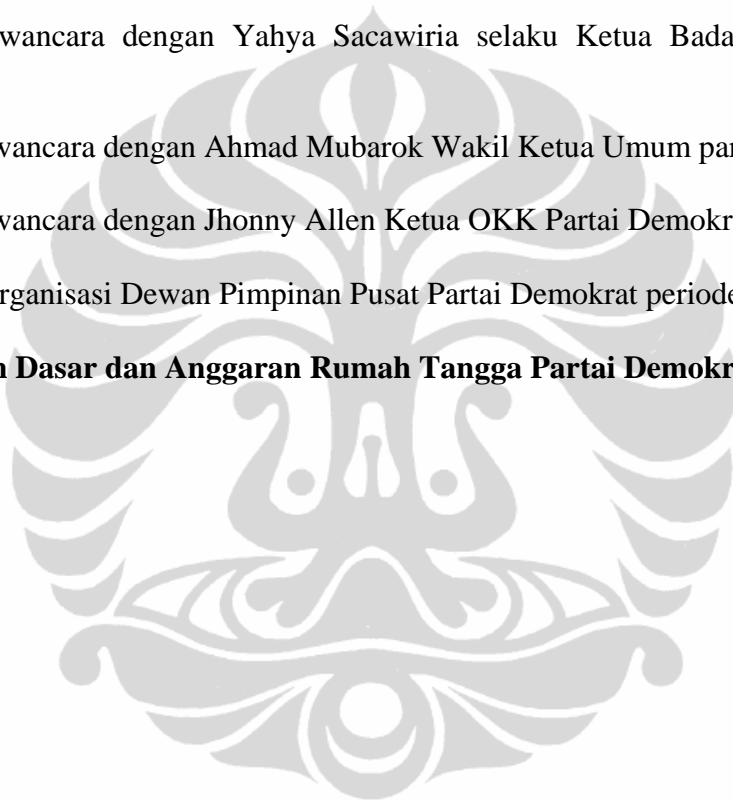 wancara dengan Yahya Sacawiria selaku Ketua Bada
wancara dengan Ahmad Mubarok Wakil Ketua Umum par
wancara dengan Jhonny Allen Ketua OKK Partai Demokr
rganisasi Dewan Pimpinan Pusat Partai Demokrat periode
n Dasar dan Anggaran Rumah Tangga Partai Demokr